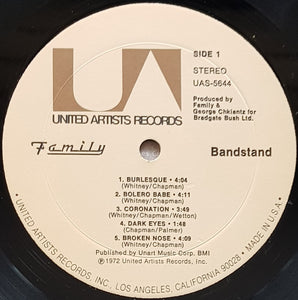 UA
SIDE 1
STEREO
UAS-5644
UNITED ARTISTS RECORDS
Produced by
Family &
George Chkiantz for
Bradgate Bush Ltd.
Family
Bandstand
1. BURLESQUE • 4:04
(Whitney/Chapman)
2. BOLERO BABE • 4:11
(Whitney/Chapman)
3. CORONATION • 3:49
(Whitney/Chapman/Wetton)
4. DARK EYES • 1:48
(Chapman/Palmer)
5. BROKEN NOSE • 4:09
(Whitney/Chapman)
Published by Unart Music Corp. BMI
℗1972 United Artists Records, Inc.
• UNITED ARTISTS RECORDS, INC. LOS ANGELES, CALIFORNIA 90028 • MADE IN U.S.A. •